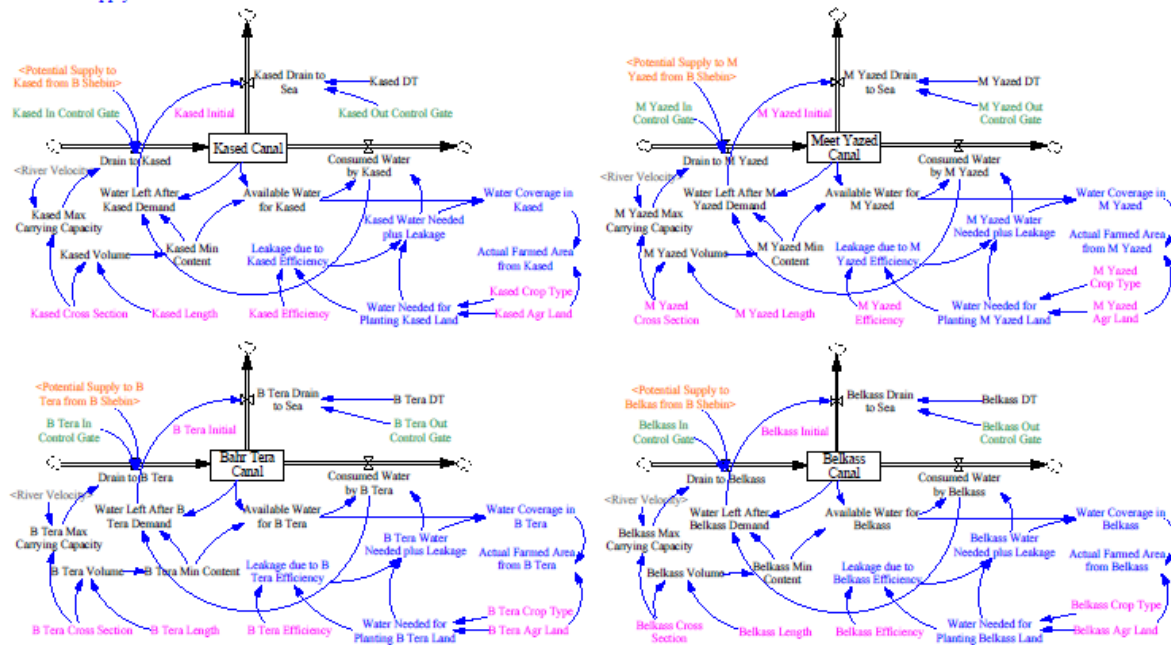 <Potential Supply to
Kased from B Shebin>
Kased In Control Gate
Kased Initial
Kased Drain to
Sea
Kased DT
Kased Out Control Gate
Kased Canal
Drain to Kased
Consumed Water
by Kased
<River Velocity>
Kased Max
Carrying Capacity
Water Left After
Kased Demand
Available Water
for Kased
Water Coverage in
Kased
Kased Water Needed
plus Leakage
Kased Volume
Kased Min
Content
Leakage due to
Kased Efficiency
Actual Farmed Area
from Kased
Kased Cross Section
Kased Length
Kased Efficiency
Water Needed for
Planting Kased Land
Kased Crop Type
Kased Agr Land
<Potential Supply to M
Yazed from B Shebin>
M Yazed In
Control Gate
M Yazed Initial
M Yazed Drain
to Sea
M Yazed DT
M Yazed Out
Control Gate
Meet Yazed
Canal
Drain to M Yazed
Consumed Water
by M Yazed
<River Velocity>
M Yazed Max
Carrying Capacity
Water Left After M
Yazed Demand
Available Water for
M Yazed
Water Coverage in
M Yazed
M Yazed Water
Needed plus Leakage
M Yazed Volume
M Yazed Min
Content
Leakage due to M
Yazed Efficiency
Actual Farmed Area
from M Yazed
M Yazed
Cross Section
M Yazed Length
M Yazed
Efficiency
Water Needed for
Planting M Yazed Land
M Yazed
Crop Type
M Yazed
Agr Land
<Potential Supply to B
Tera from B Shebin>
B Tera In
Control Gate
B Tera Initial
B Tera Drain
to Sea
B Tera DT
B Tera Out
Control Gate
Bahr Tera
Canal
Drain to B Tera
Consumed Water
by B Tera
<River Velocity>
B Tera Max
Carrying Capacity
Water Left After B
Tera Demand
Available Water
for B Tera
Water Coverage in
B Tera
B Tera Water
Needed plus Leakage
B Tera Volume
B Tera Min Content
Leakage due to B
Tera Efficiency
Actual Farmed Area
from B Tera
B Tera Cross Section
B Tera Length
B Tera Efficiency
Water Needed for
Planting B Tera Land
B Tera Crop Type
B Tera Agr Land
<Potential Supply to
Belkas from B Shebin>
Belkass In
Control Gate
Belkass Initial
Belkass Drain
to Sea
Belkass DT
Belkass Out
Control Gate
Belkass
Canal
Drain to Belkass
Consumed Water
by Belkass
<River Velocity>
Belkass Max
Carrying Capacity
Water Left After
Belkass Demand
Available Water for
Belkass
Water Coverage in
Belkass
Belkass Water
Needed plus Leakage
Belkass Volume
Belkass Min
Content
Leakage due to
Belkass Efficiency
Actual Farmed Area
from Belkass
Belkass Cross
Section
Belkass Length
Belkass Efficiency
Water Needed for
Planting Belkass Land
Belkass Crop Type
Belkass Agr Land